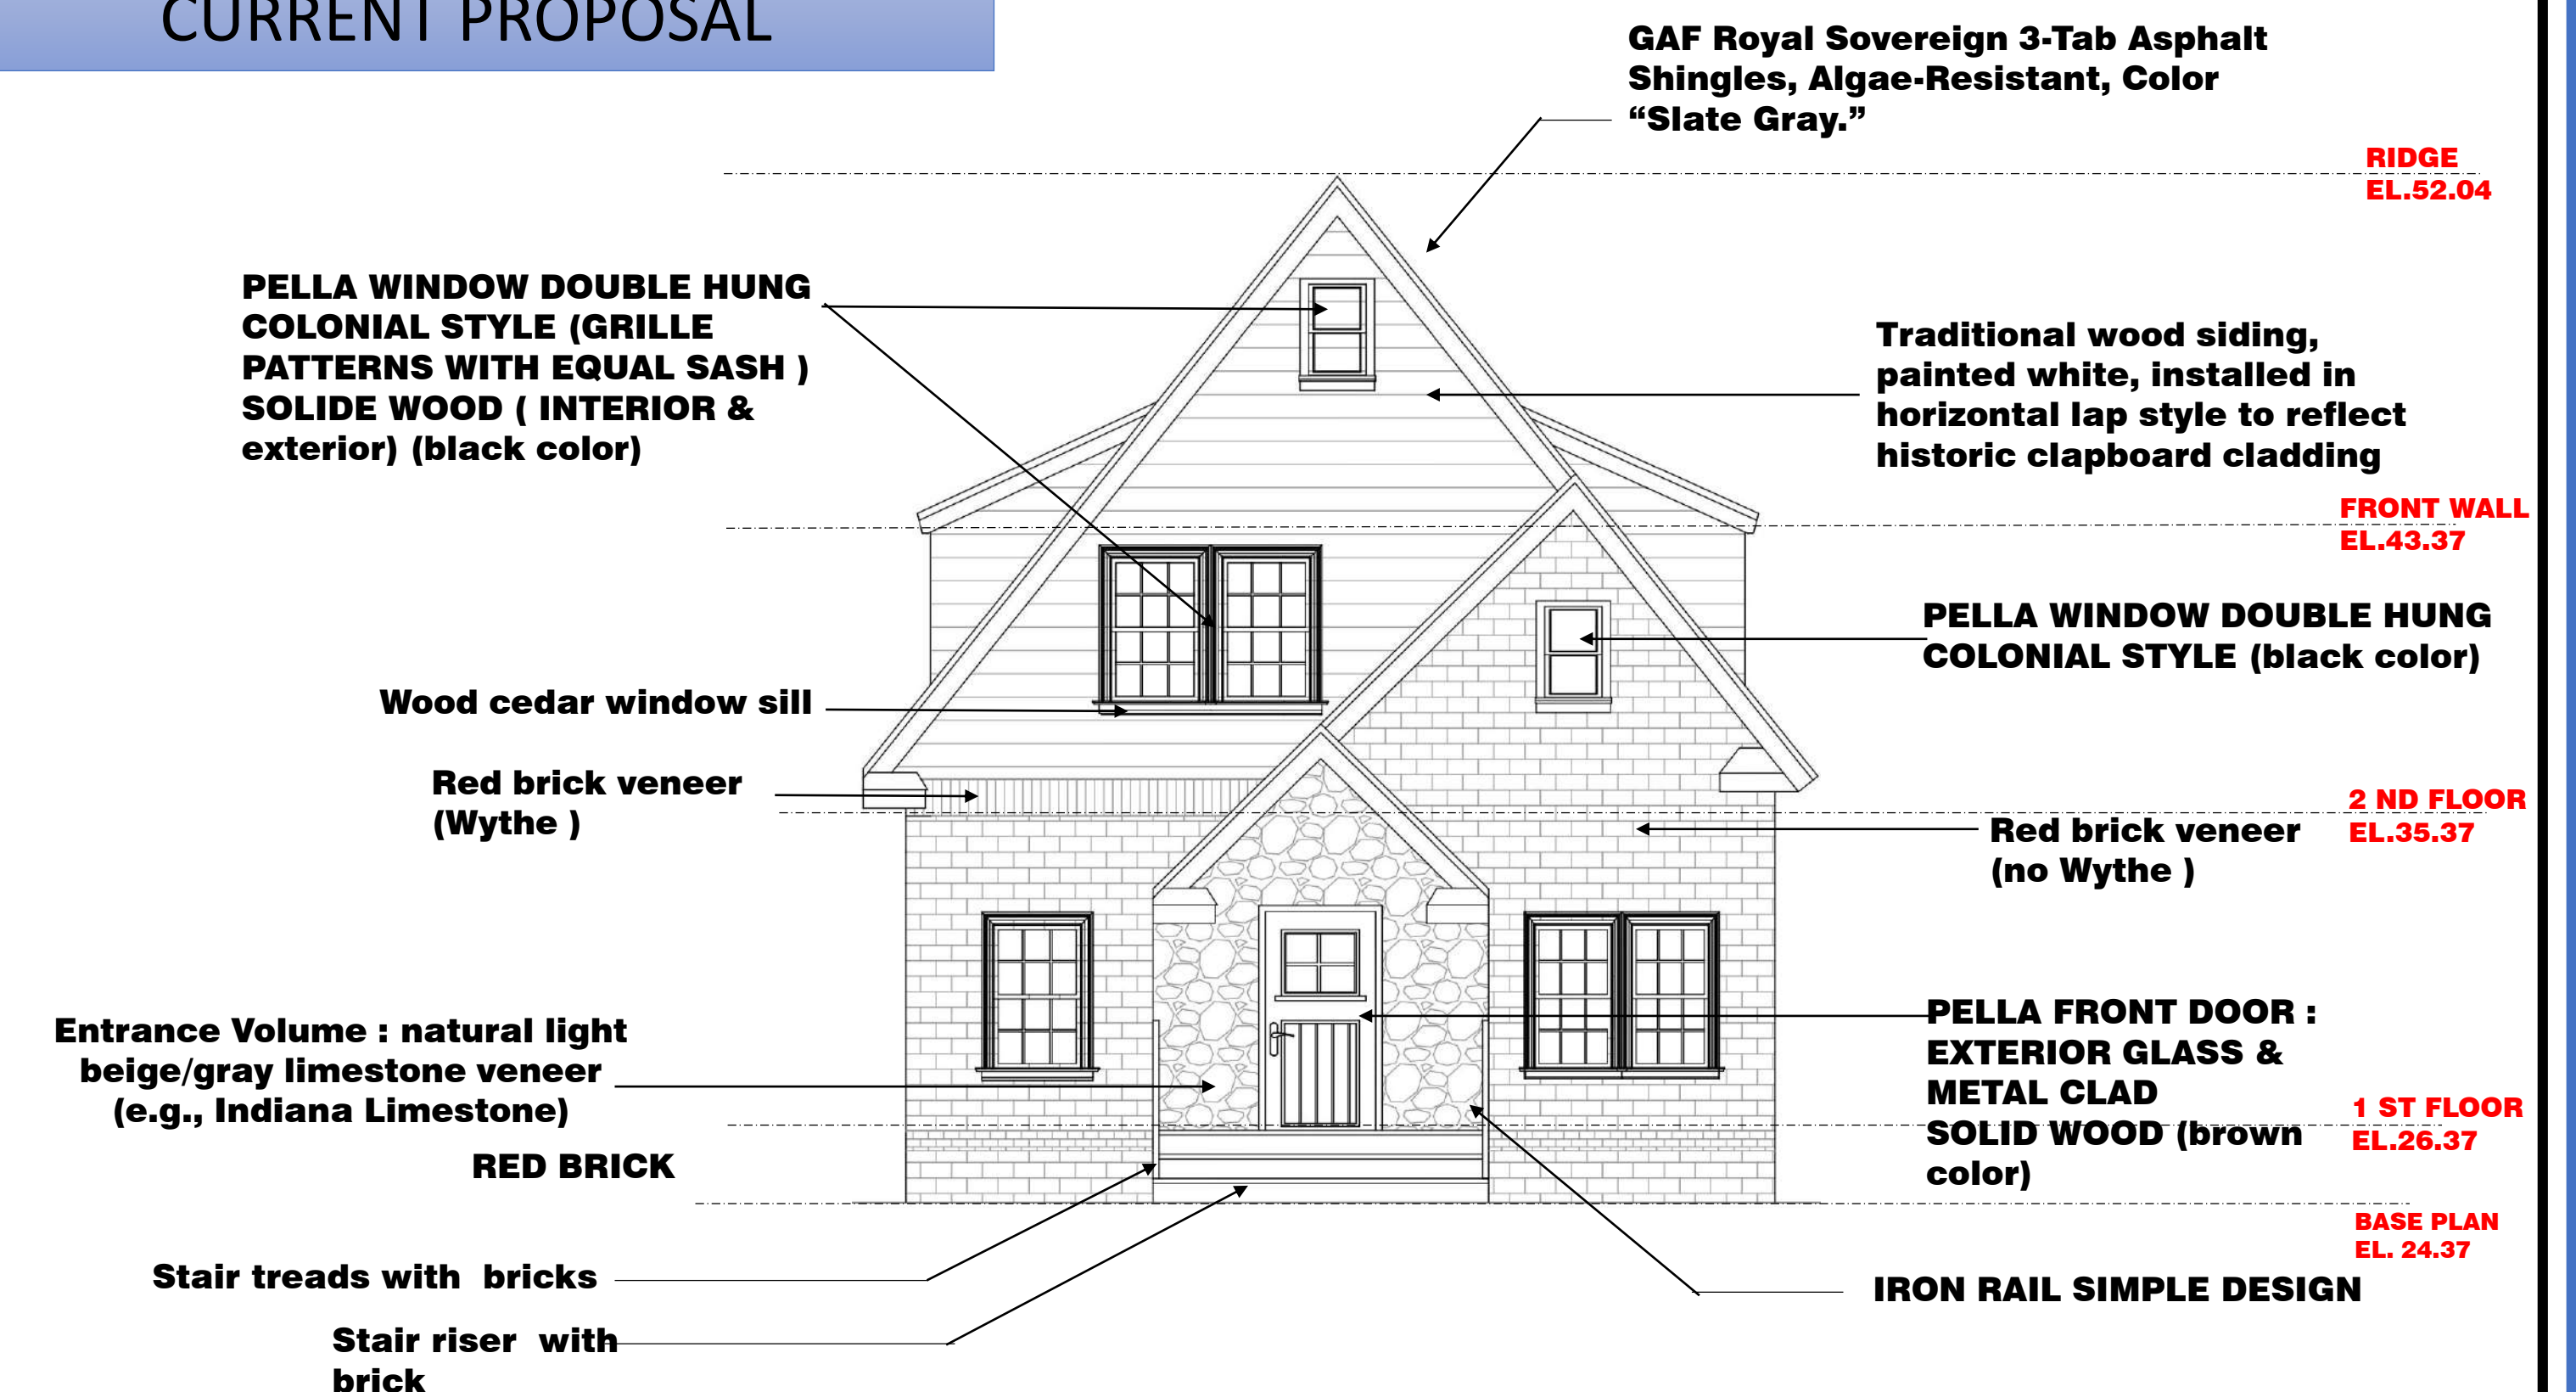 CURRENT PROPOSAL
GAF Royal Sovereign 3-Tab Asphalt
Shingles, Algae-Resistant, Color
“Slate Gray.”
RIDGE
EL.52.04
PELLA WINDOW DOUBLE HUNG
COLONIAL STYLE (GRILLE
PATTERNS WITH EQUAL SASH )
SOLIDE WOOD ( INTERIOR &
exterior) (black color)
Traditional wood siding,
painted white, installed in
horizontal lap style to reflect
historic clapboard cladding
FRONT WALL
EL.43.37
PELLA WINDOW DOUBLE HUNG
COLONIAL STYLE (black color)
Wood cedar window sill
Red brick veneer
(Wythe )
2 ND FLOOR
EL.35.37
Red brick veneer
(no Wythe )
Entrance Volume : natural light
beige/gray limestone veneer
(e.g., Indiana Limestone)
PELLA FRONT DOOR :
EXTERIOR GLASS &
METAL CLAD
SOLID WOOD (brown
color)
1 ST FLOOR
EL.26.37
RED BRICK
BASE PLAN
EL. 24.37
Stair treads with  bricks
IRON RAIL SIMPLE DESIGN
Stair riser  with
brick